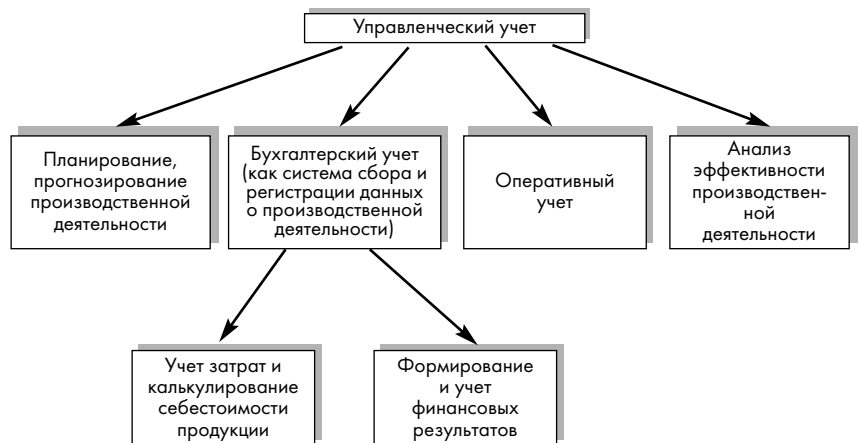 Управленческий учет
Планирование,
прогнозирование
производственной
деятельности
Бухгалтерский учет
(как система сбора и
регистрации данных
о производственной
деятельности)
Оперативный
учет
Анализ
эффективности
производствен-
ной
деятельности
Учет затрат и
калькулирование
себестоимости
продукции
Формирование
и учет
финансовых
результатов